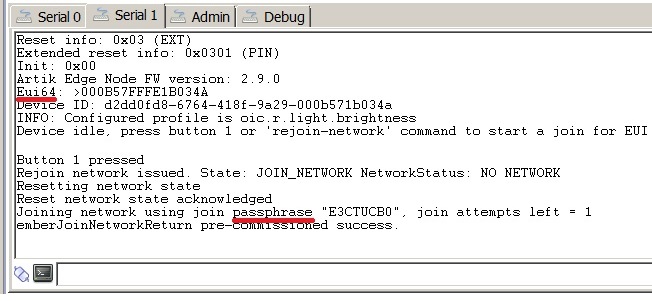 Serial 0
Serial 1
Admin
Debug
Reset info: 0x03 (EXT)
Extended reset info: 0x0301 (PIN)
Init: 0x00
Artik Edge Node FW version: 2.9.0
Eui64: >000B57FFFE1B034A
Device ID: d2dd0fd8-6764-418f-9a29-000b571b034a
INFO: Configured profile is oic.r.light.brightness
Device idle, press button 1 or 'rejoin-network' command to start a join for EUI
Button 1 pressed
Rejoin network issued. State: JOIN_NETWORK NetworkStatus: NO NETWORK
Resetting network state
Reset network state acknowledged
Joining network using join passphrase "E3CTUCB0", join attempts left = 1
emberJoinNetworkReturn pre-commissioned success.